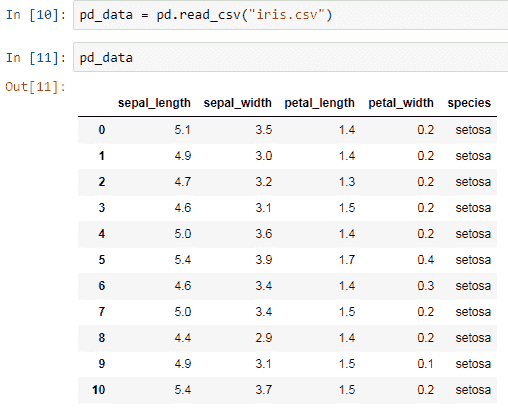 In [10]: pd_data = pd.read_csv("iris.csv")
In [11]: pd_data
Out[11]:
sepal_length sepal_width petal_length petal_width species
0 5.1 3.5 1.4 0.2 setosa
1 4.9 3.0 1.4 0.2 setosa
2 4.7 3.2 1.3 0.2 setosa
3 4.6 3.1 1.5 0.2 setosa
4 5.0 3.6 1.4 0.2 setosa
5 5.4 3.9 1.7 0.4 setosa
6 4.6 3.4 1.4 0.3 setosa
7 5.0 3.4 1.5 0.2 setosa
8 4.4 2.9 1.4 0.2 setosa
9 4.9 3.1 1.5 0.1 setosa
10 5.4 3.7 1.5 0.2 setosa